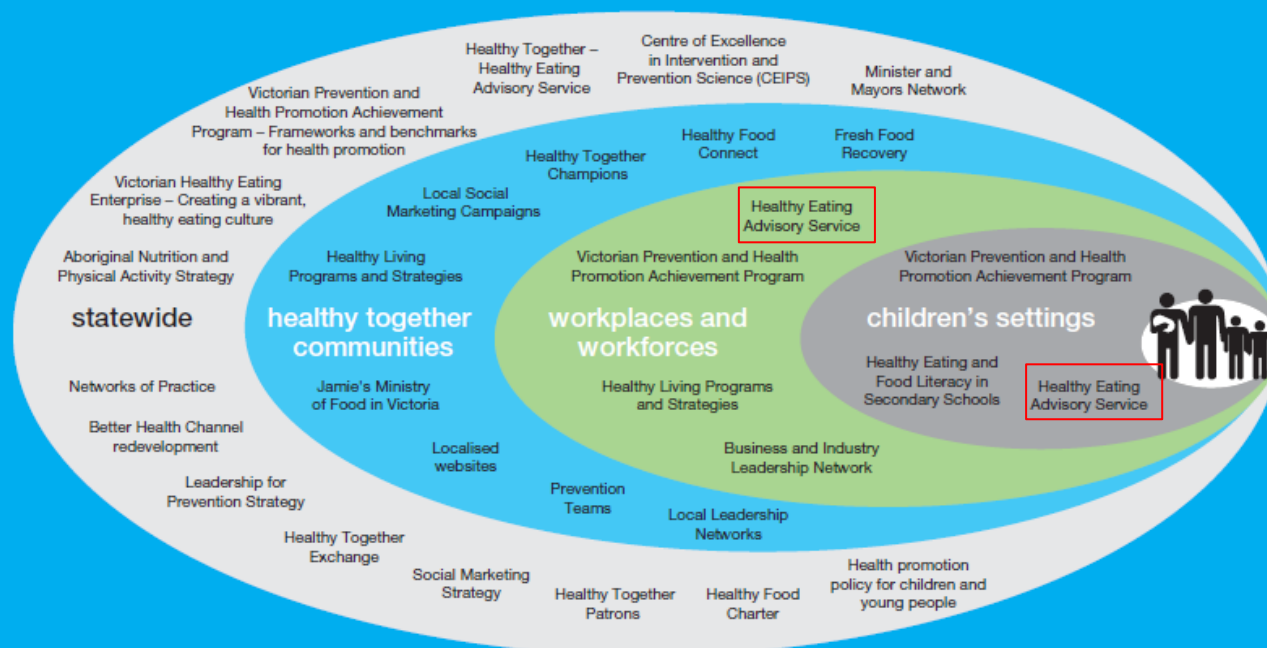 Healthy Together –
Healthy Eating
Advisory Service
Centre of Excellence
in Intervention and
Prevention Science (CEIPS)
Minister and
Mayors Network
Victorian Prevention and
Health Promotion Achievement
Program – Frameworks and benchmarks
for health promotion
Victorian Healthy Eating
Enterprise – Creating a vibrant,
healthy eating culture
Aboriginal Nutrition and
Physical Activity Strategy
statewide
Networks of Practice
Better Health Channel
redevelopment
Leadership for
Prevention Strategy
Healthy Together
Exchange
Social Marketing
Strategy
Healthy Together
Patrons
Healthy Food
Charter
Health promotion
policy for children and
young people
Healthy Food
Connect
Fresh Food
Recovery
Healthy Together
Champions
Local Social
Marketing Campaigns
Healthy Living
Programs and Strategies
healthy together
communities
Jamie's Ministry
of Food in Victoria
Localised
websites
Prevention
Teams
Local Leadership
Networks
Healthy Eating
Advisory Service
Victorian Prevention and Health
Promotion Achievement Program
workplaces and
workforces
Healthy Living Programs
and Strategies
Business and Industry
Leadership Network
Victorian Prevention and Health
Promotion Achievement Program
children's settings
Healthy Eating and
Food Literacy in
Secondary Schools
Healthy Eating
Advisory Service